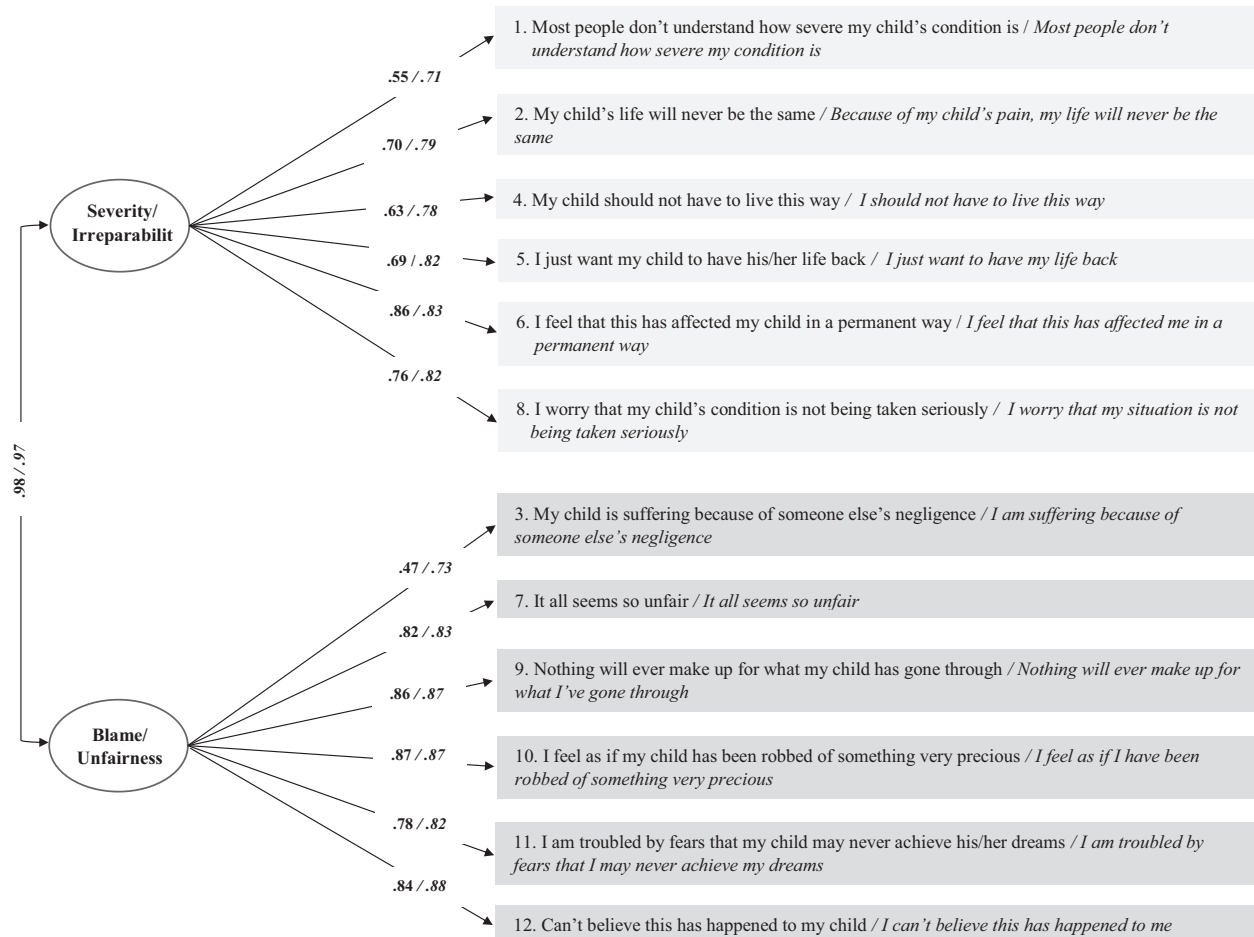 1. Most people don’t understand how severe my child’s condition is / Most people don’t
understand how severe my condition is
.55 / .71
2. My child’s life will never be the same / Because of my child’s pain, my life will never be the
same
.70 / .79
4. My child should not have to live this way / I should not have to live this way
.63 / .78
Severity/
Irreparabilit
5. I just want my child to have his/her life back / I just want to have my life back
.69 / .82
6. I feel that this has affected my child in a permanent way / I feel that this has affected me in a
permanent way
.86 / .83
.76 / .82
8. I worry that my child’s condition is not being taken seriously / I worry that my situation is not
being taken seriously
.98 / .97
3. My child is suffering because of someone else’s negligence / I am suffering because of
someone else’s negligence
.47 / .73
7. It all seems so unfair / It all seems so unfair
.82 / .83
9. Nothing will ever make up for what my child has gone through / Nothing will ever make up for
what I’ve gone through
.86 / .87
Blame/
Unfairness
10. I feel as if my child has been robbed of something very precious / I feel as if I have been
robbed of something very precious
.87 / .87
11. I am troubled by fears that my child may never achieve his/her dreams / I am troubled by
fears that I may never achieve my dreams
.78 / .82
.84 / .88
12. Can’t believe this has happened to my child / I can’t believe this has happened to me